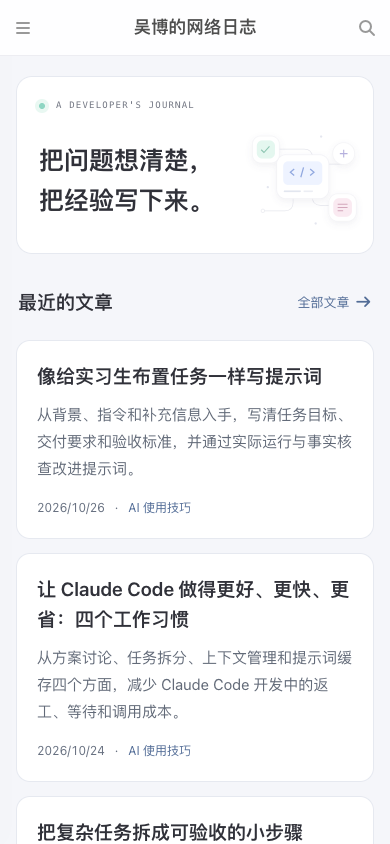 吴博的网络日志
A DEVELOPER'S JOURNAL
把问题想清楚，
把经验写下来。
</>
最近的文章
全部文章 →
像给实习生布置任务一样写提示词
从背景、指令和补充信息入手，写清任务目标、
交付要求和验收标准，并通过实际运行与事实核
查改进提示词。
2026/10/26 · AI 使用技巧
让 Claude Code 做得更好、更快、更
省：四个工作习惯
从方案讨论、任务拆分、上下文管理和提示词缓
存四个方面，减少 Claude Code 开发中的返
工、等待和调用成本。
2026/10/24 · AI 使用技巧
把复杂任务拆成可验收的小步骤